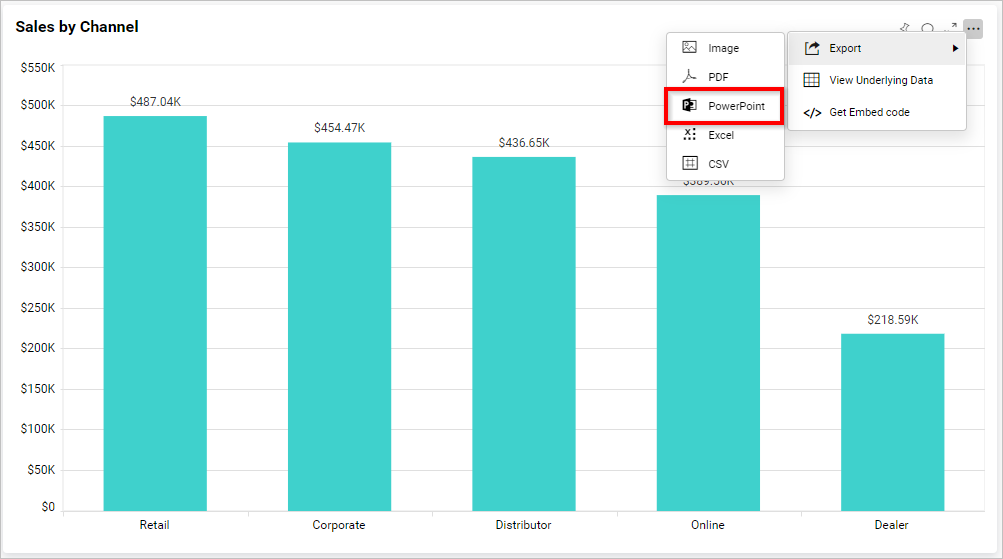 Sales by Channel
Image
PDF
PowerPoint
Excel
CSV
Export
View Underlying Data
</> Get Embed code
$550K
$500K
$450K
$400K
$350K
$300K
$250K
$200K
$150K
$100K
$50K
$0
$487.04K
$454.47K
$436.65K
$218.59K
Retail
Corporate
Distributor
Online
Dealer